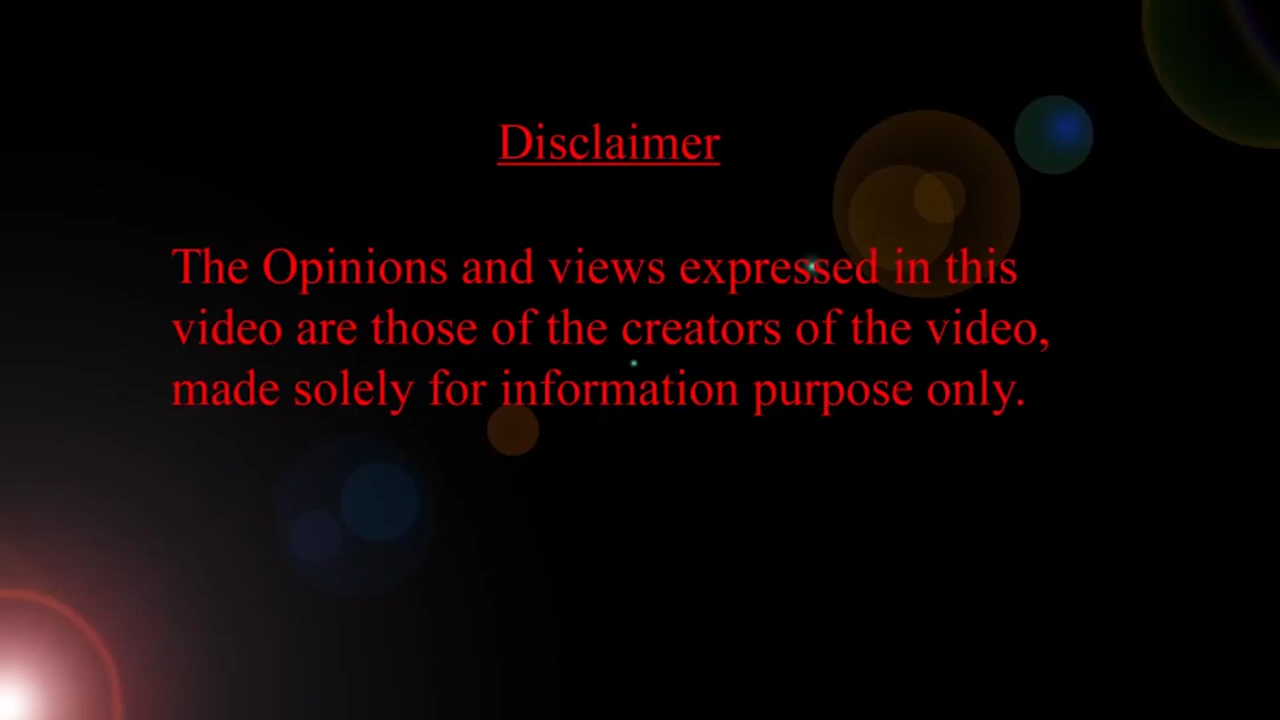 Disclaimer
The Opinions and views expressed in this
video are those of the creators of the video,
made solely for information purpose only.